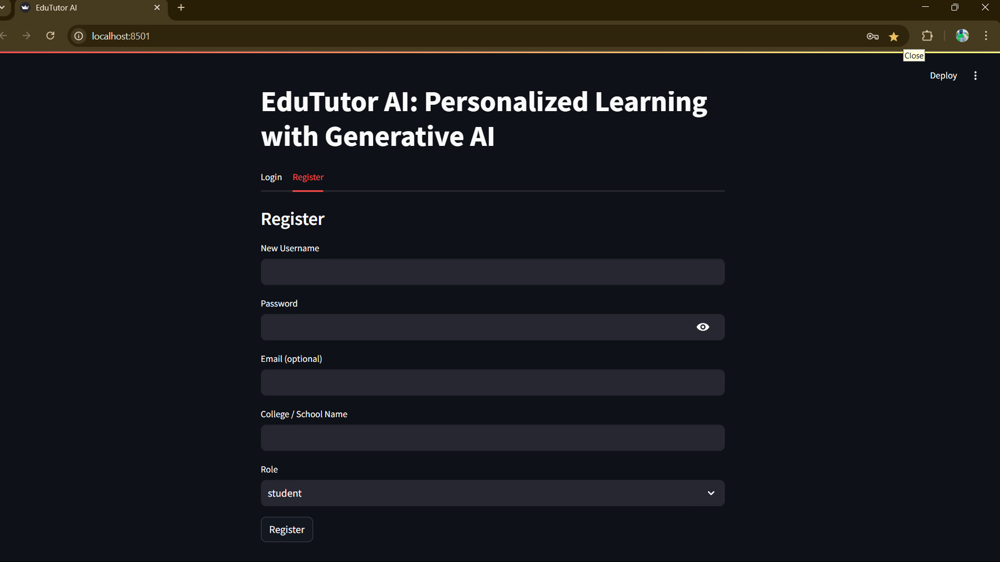 EduTutor AI
localhost:8501
Close
Deploy
EduTutor AI: Personalized Learning
with Generative AI
Login Register
Register
New Username
Password
Email (optional)
College / School Name
Role
student
Register